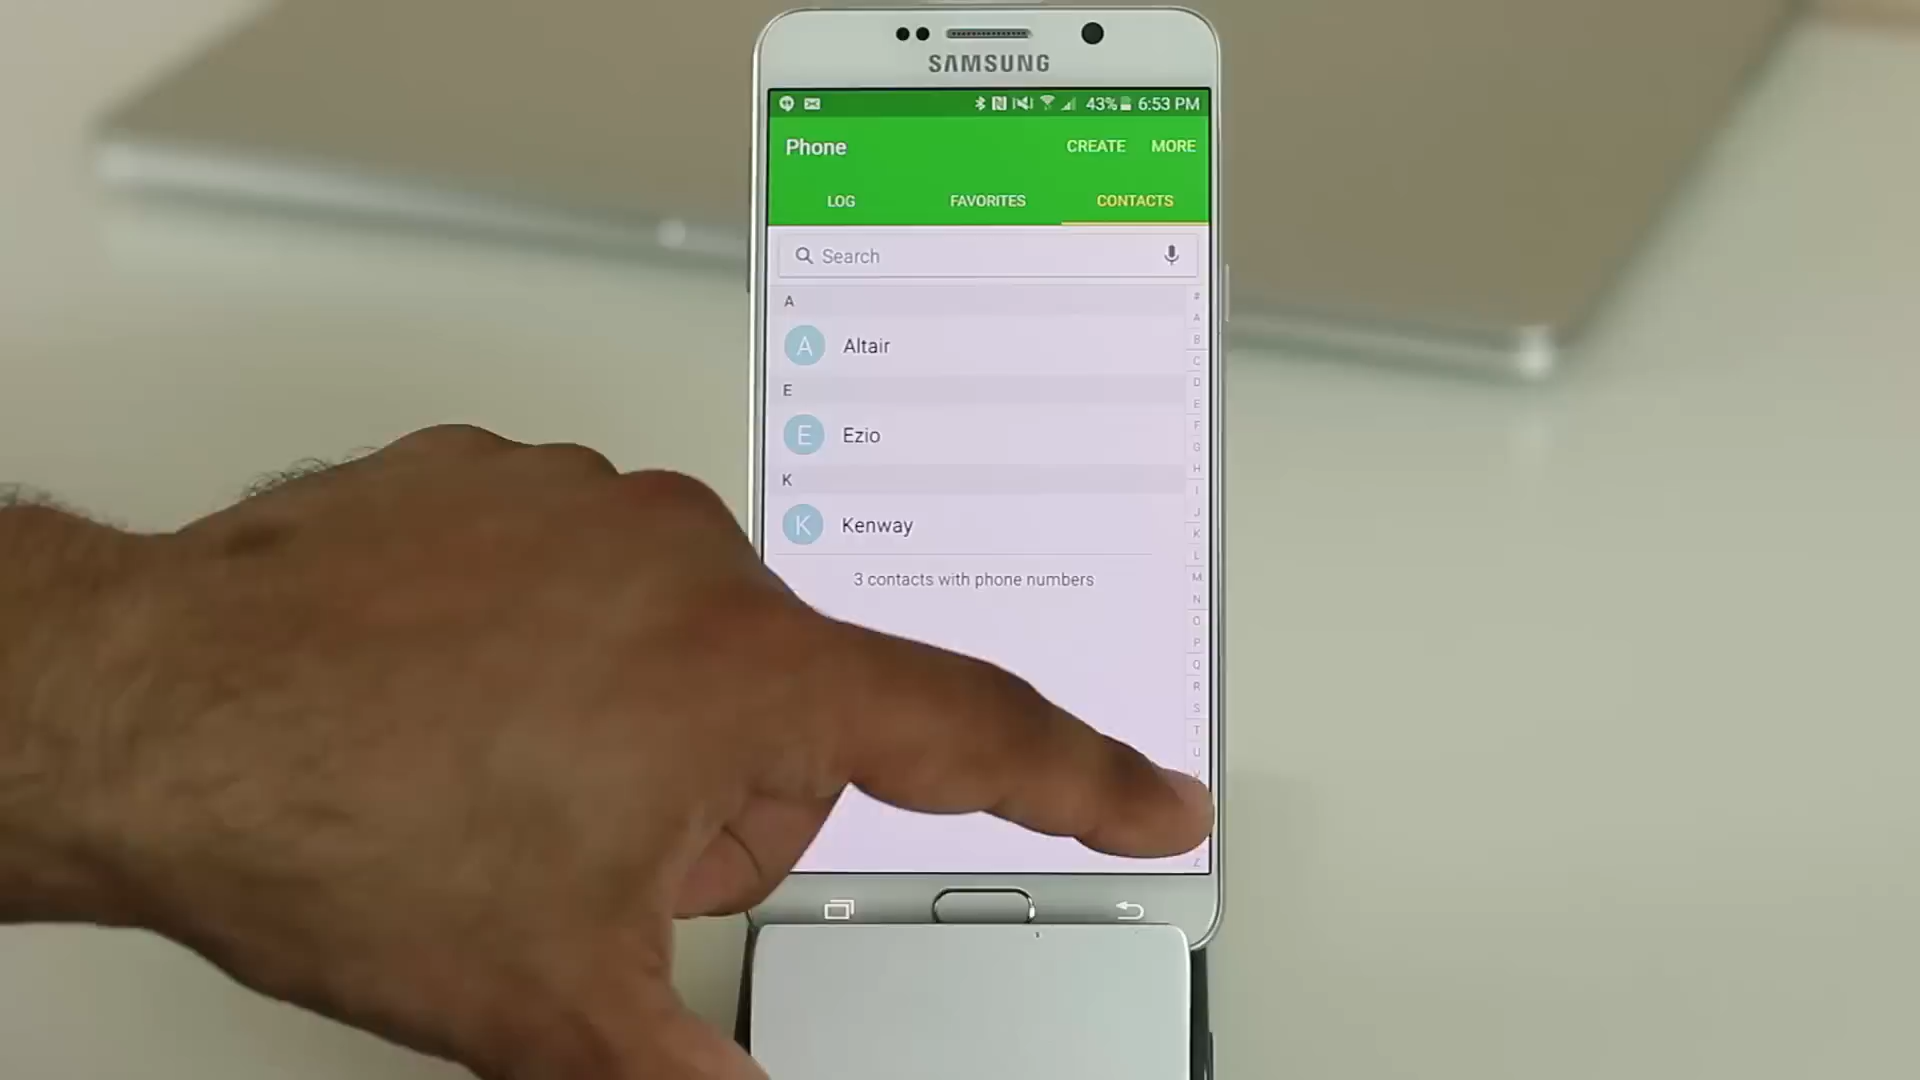 SAMSUNG
43% 6:53 PM
Phone CREATE MORE
LOG FAVORITES CONTACTS
Search
A
A Altair
E
E Ezio
K
K Kenway
3 contacts with phone numbers
#
A
B
C
D
E
F
G
H
I
J
K
L
M
N
O
P
Q
R
S
T
U
V
Z